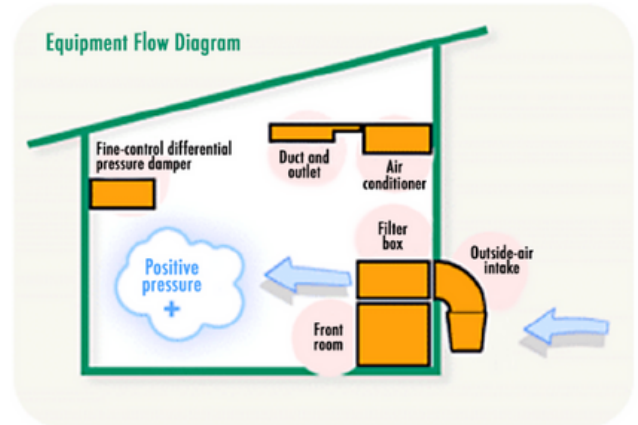 Equipment Flow Diagram
Fine-control differential
pressure damper
Duct and
outlet
Air
conditioner
Filter
box
Outside-air
intake
Positive
pressure
+
Front
room